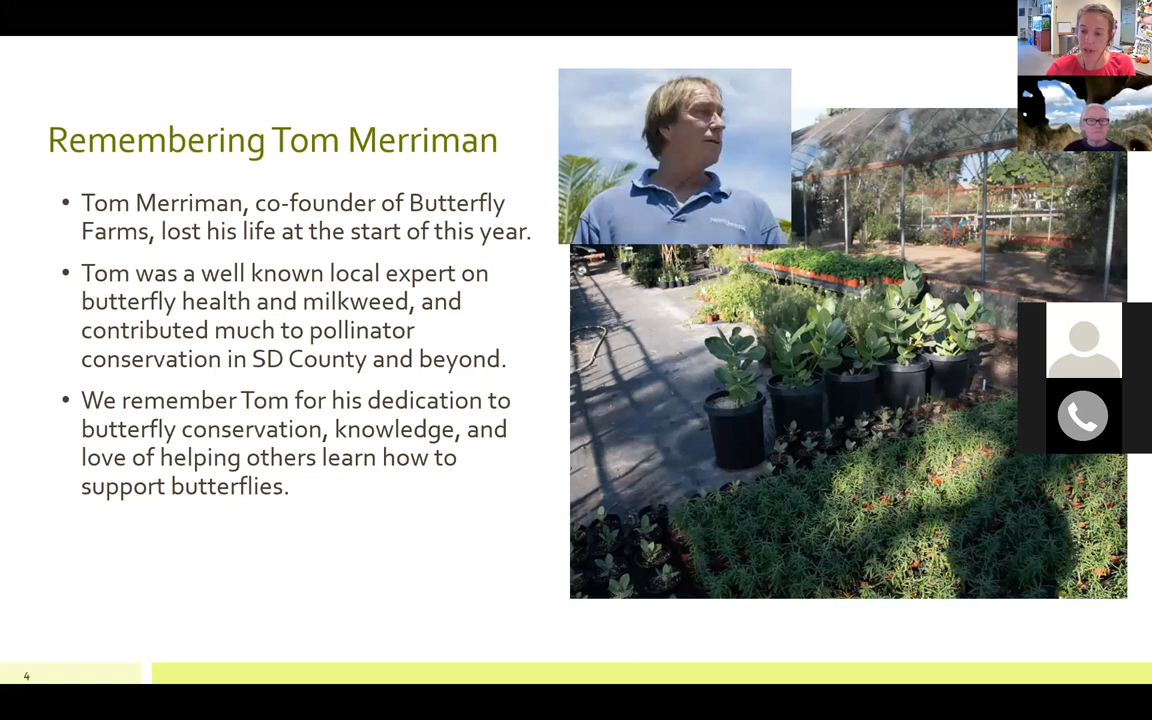 Remembering Tom Merriman
• Tom Merriman, co-founder of Butterfly
Farms, lost his life at the start of this year.
• Tom was a well known local expert on
butterfly health and milkweed, and
contributed much to pollinator
conservation in SD County and beyond.
• We remember Tom for his dedication to
butterfly conservation, knowledge, and
love of helping others learn how to
support butterflies.
4